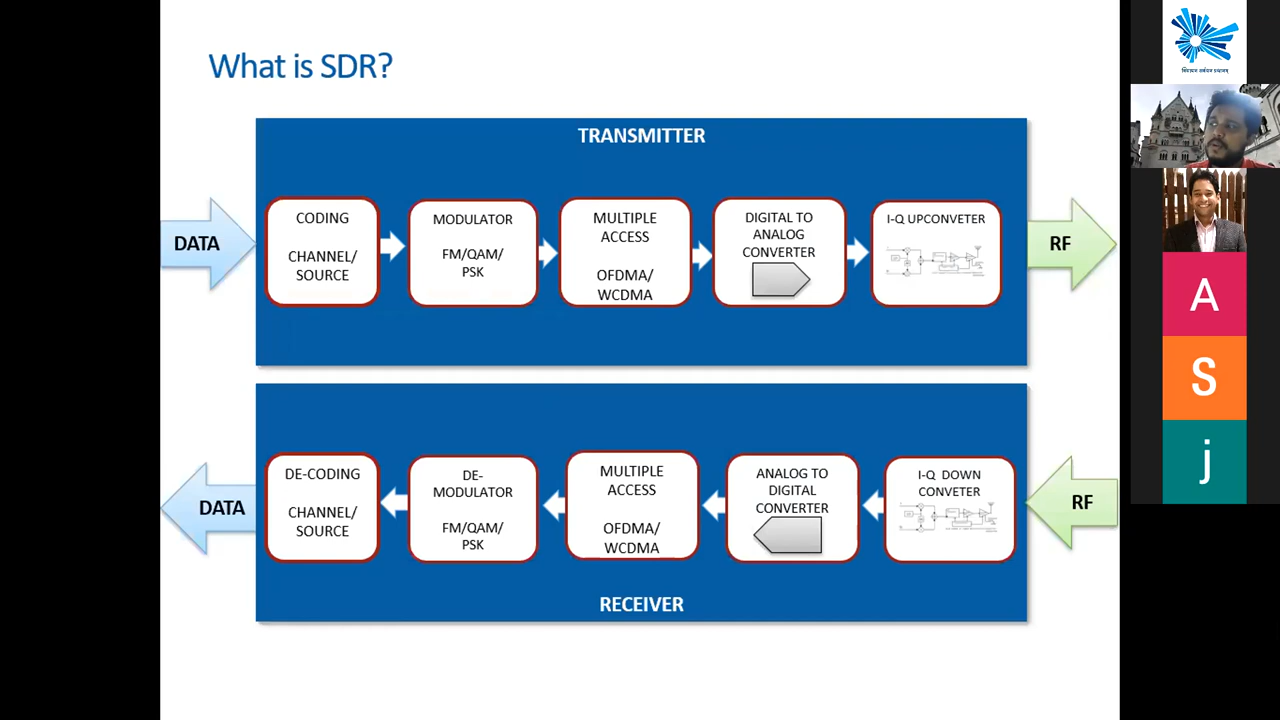 What is SDR?
TRANSMITTER
DATA
CODING
CHANNEL/
SOURCE
MODULATOR
FM/QAM/
PSK
MULTIPLE
ACCESS
OFDMA/
WCDMA
DIGITAL TO
ANALOG
CONVERTER
I-Q UPCONVETER
RF
DATA
DE-CODING
CHANNEL/
SOURCE
DE-
MODULATOR
FM/QAM/
PSK
MULTIPLE
ACCESS
OFDMA/
WCDMA
ANALOG TO
DIGITAL
CONVERTER
I-Q DOWN
CONVETER
RF
RECEIVER
A
S
j